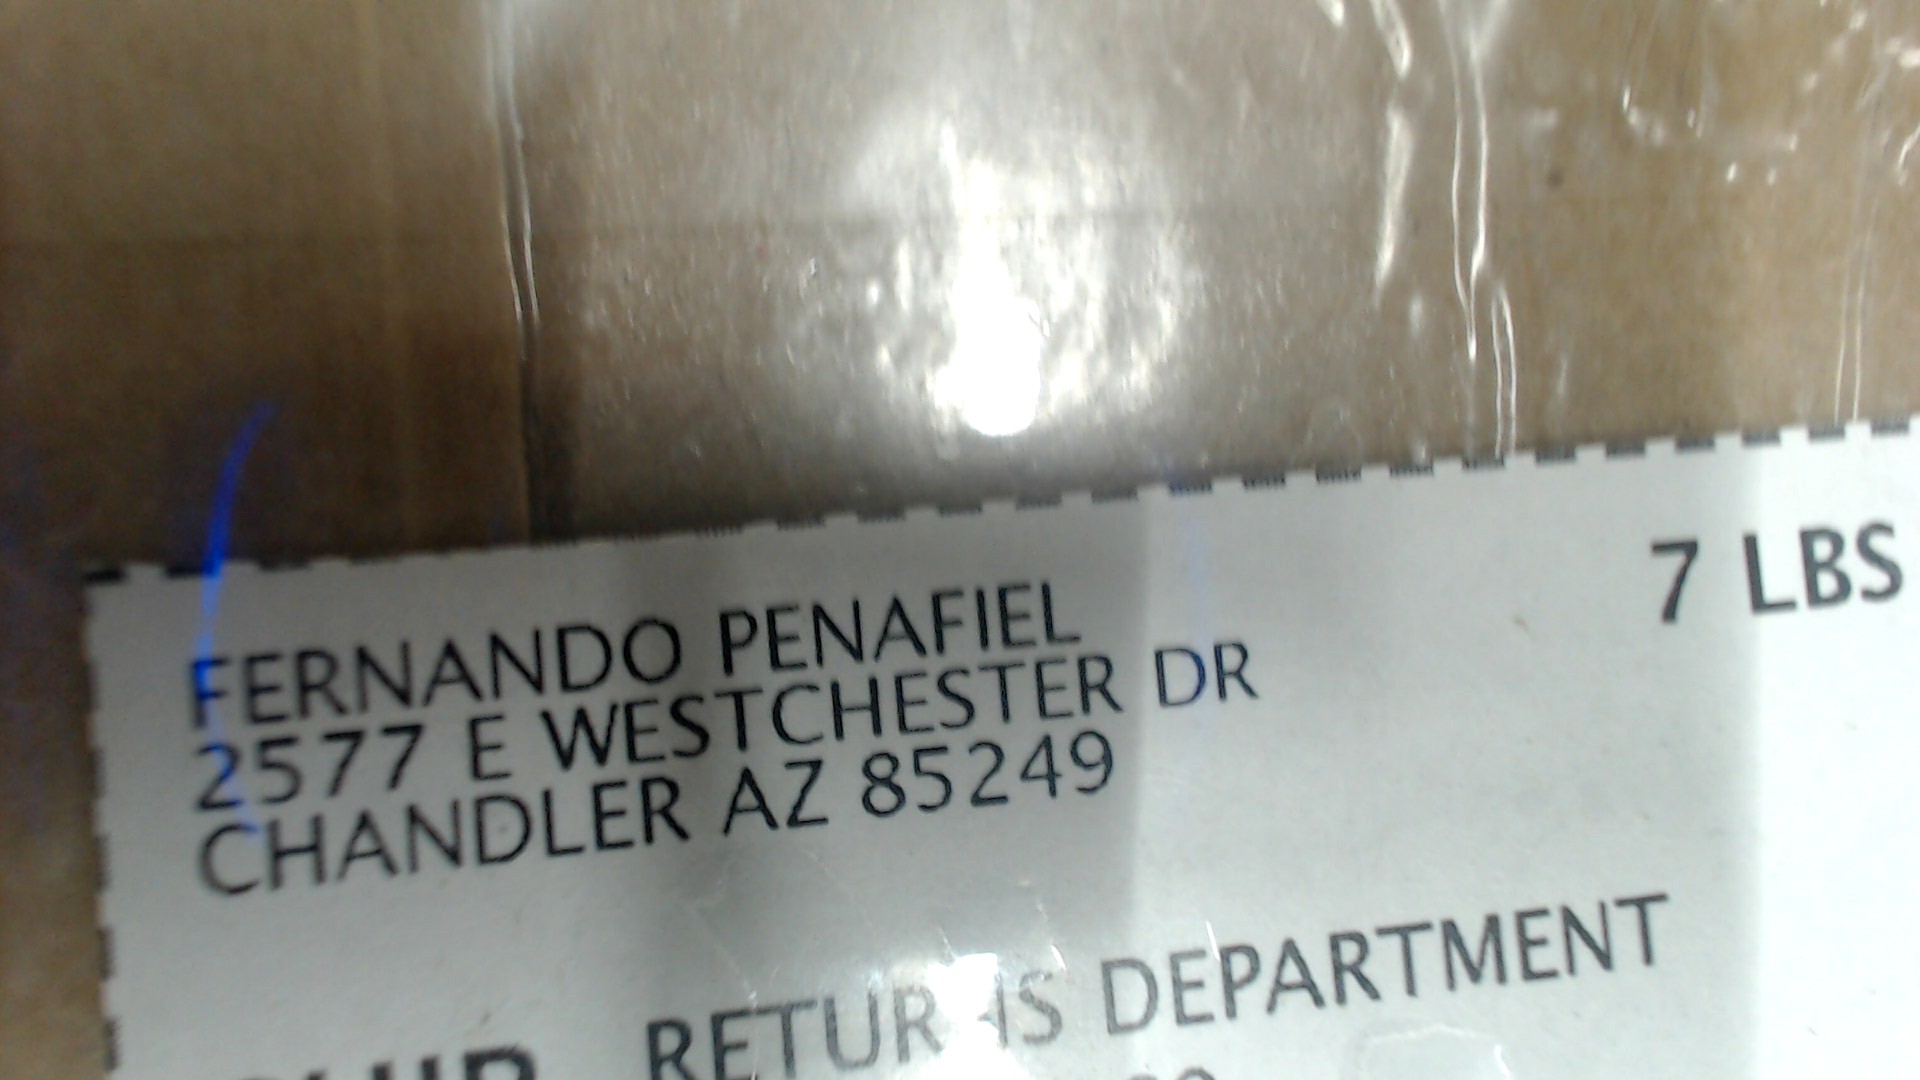 7 LBS
FERNANDO PENAFIEL
2577 E WESTCHESTER DR
CHANDLER AZ 85249
RETURNS DEPARTMENT